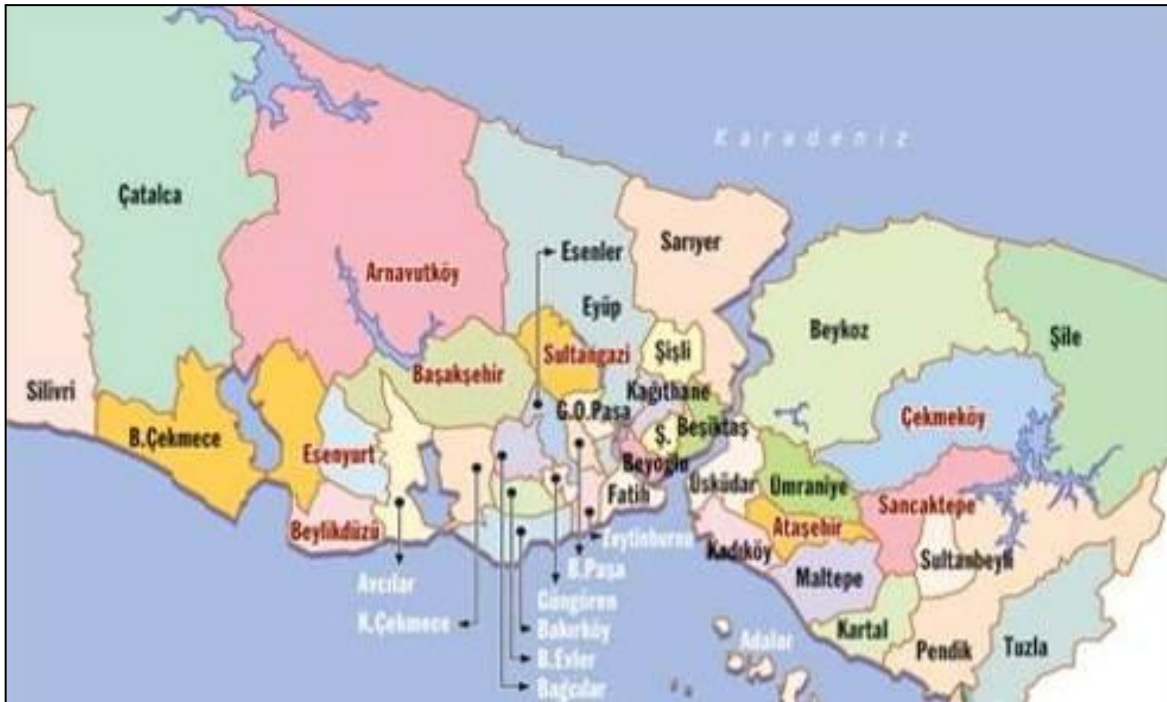 Karadeniz
Çatalca
Sarıyer
Esenler
Arnavutköy
Eyüp
Beykoz
Şile
Sultangazi
Şişli
Başakşehir
Silivri
Kağıthane
G.O.Paşa
Çekmeköy
B.Çekmece
Ş.
Beşiktaş
Esenyurt
Beyoğlu
Üsküdar
Ümraniye
Fatih
Sancaktepe
Beylikdüzü
Ataşehir
Zeytinburnu
Kadıköy
Sultanbeyli
B.Paşa
Maltepe
Avcılar
Güngören
K.Çekmece
Bakırköy
Kartal
Adalar
Pendik
Tuzla
B.Evler
Bağcılar